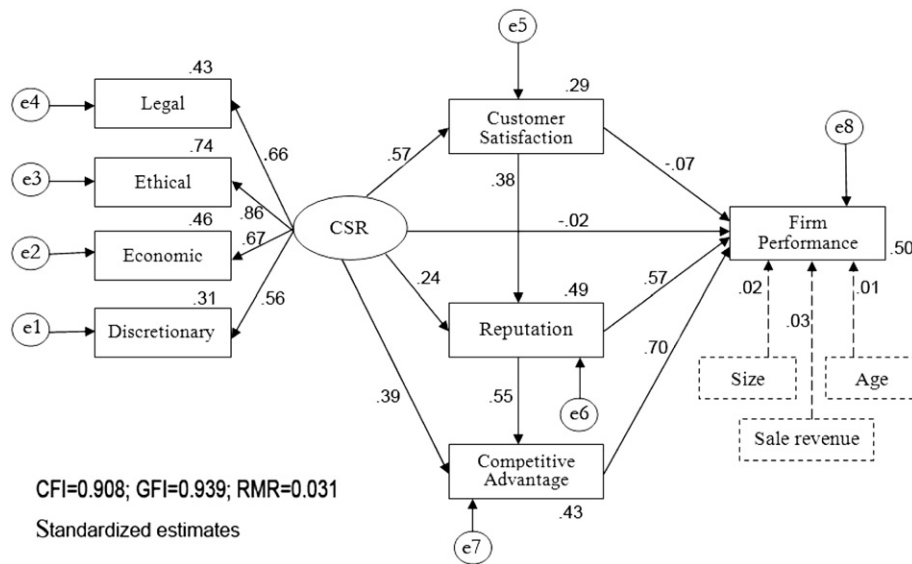 e5
.43
.29
e4
Legal
Customer
Satisfaction
e8
.74
.66
.57
-.07
e3
Ethical
.38
.86
.46
CSR
-.02
Firm
Performance
.67
e2
Economic
.50
.24
.57
.02
.01
.31
.56
.49
e1
Discretionary
Reputation
.03
.70
Size
Age
.39
.55
e6
Sale revenue
Competitive
Advantage
CFI=0.908; GFI=0.939; RMR=0.031
.43
Standardized estimates
e7